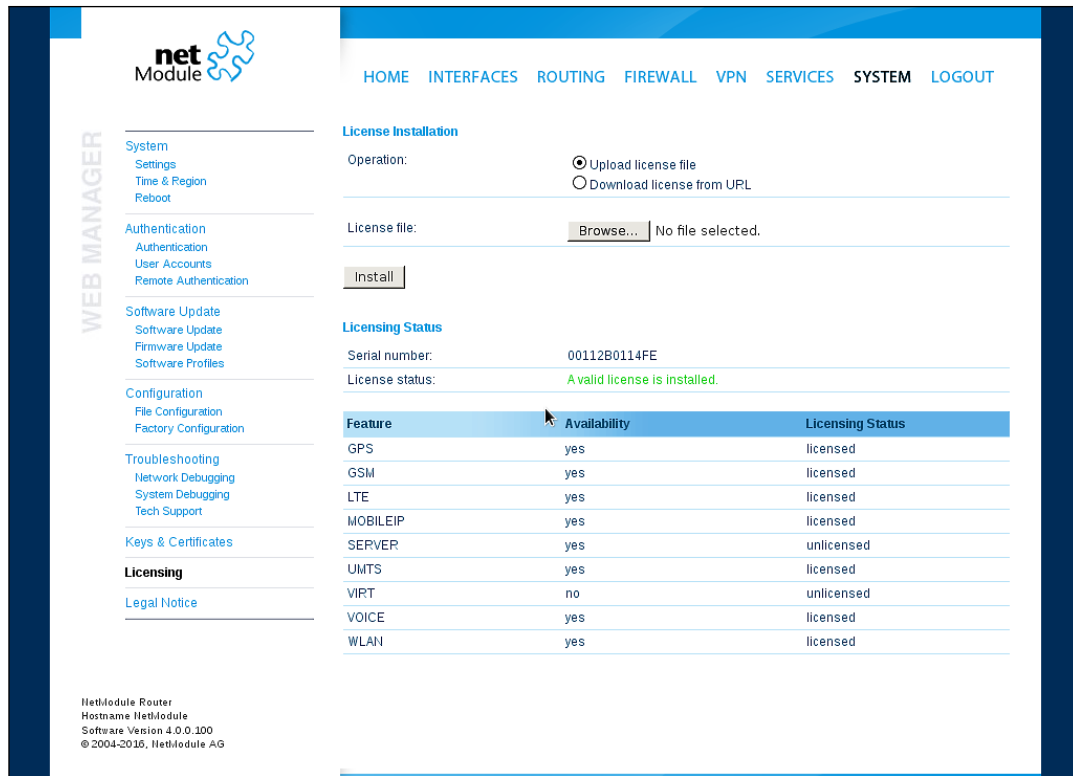 net
Module
HOME INTERFACES ROUTING FIREWALL VPN SERVICES SYSTEM LOGOUT
WEB MANAGER
System
Settings
Time & Region
Reboot
Authentication
Authentication
User Accounts
Remote Authentication
Software Update
Software Update
Firmware Update
Software Profiles
Configuration
File Configuration
Factory Configuration
Troubleshooting
Network Debugging
System Debugging
Tech Support
Keys & Certificates
Licensing
Legal Notice
License Installation
Operation:
Upload license file
Download license from URL
License file: Browse... No file selected.
Install
Licensing Status
Serial number: 00112B0114FE
License status: A valid license is installed.
Feature Availability Licensing Status
GPS yes licensed
GSM yes licensed
LTE yes licensed
MOBILEIP yes licensed
SERVER yes unlicensed
UMTS yes licensed
VIRT no unlicensed
VOICE yes licensed
WLAN yes licensed
NetModule Router
Hostname NetModule
Software Version 4.0.0.100
© 2004-2016, NetModule AG